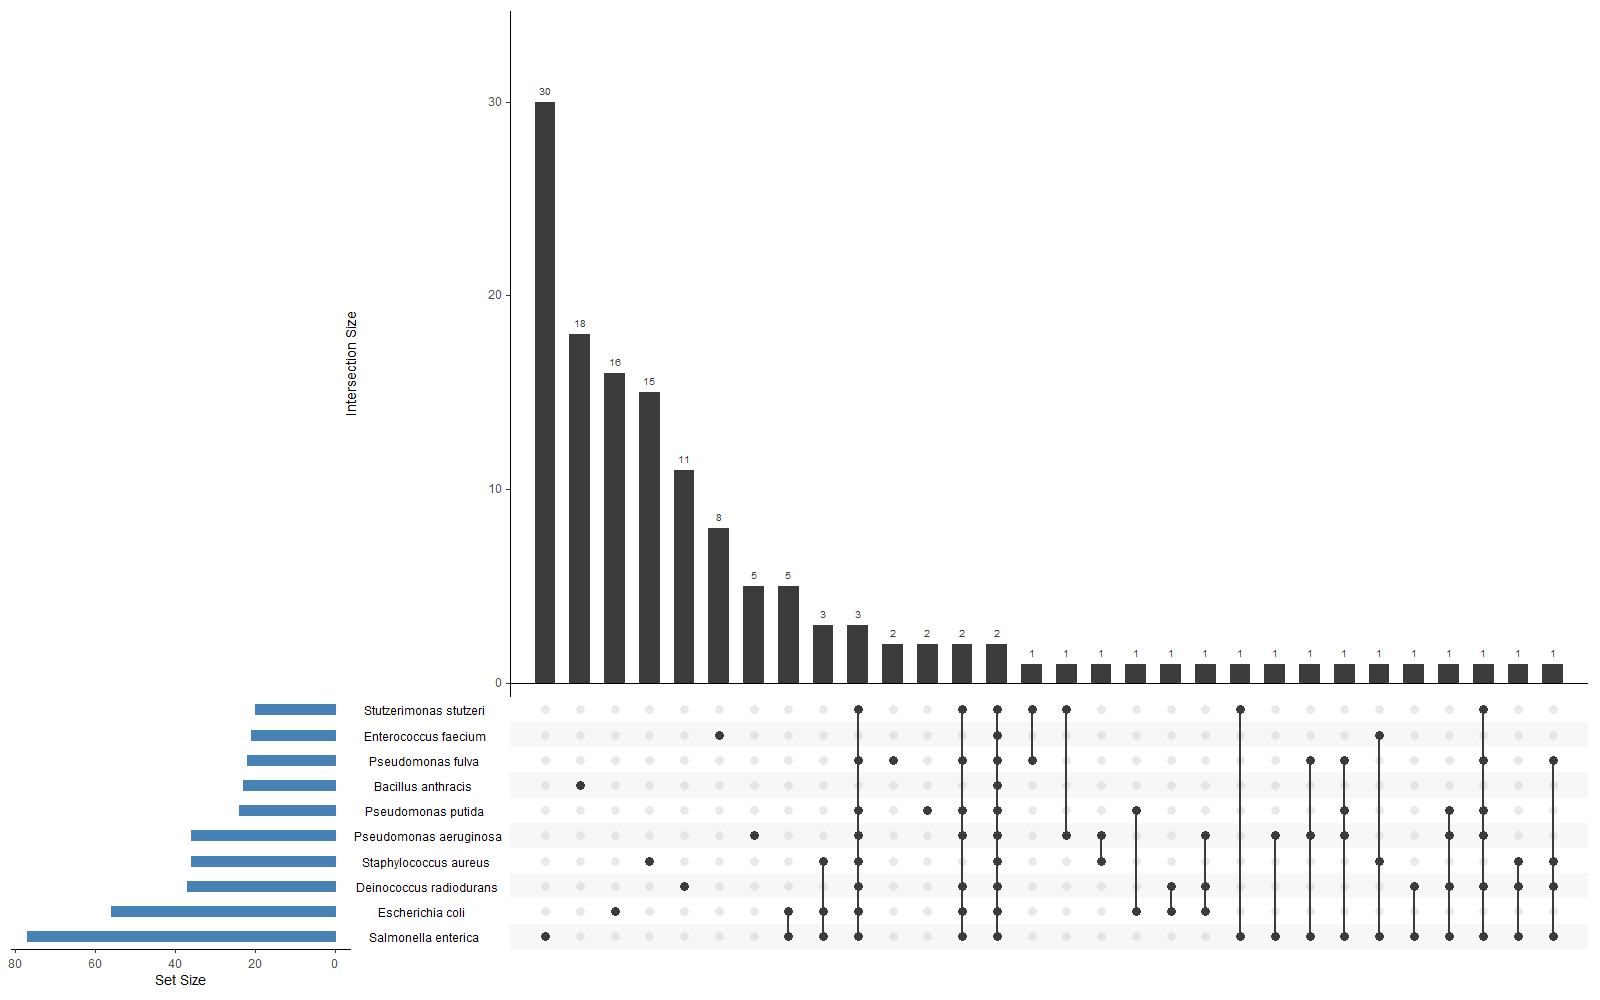 30
18
16
15
11
8
5 5
3 3
2 2 2 2
1 1 1 1 1 1 1 1 1 1 1 1 1 1 1 1
30
20
10
0
Intersection Size
Stutzerimonas stutzeri
Enterococcus faecium
Pseudomonas fulva
Bacillus anthracis
Pseudomonas putida
Pseudomonas aeruginosa
Staphylococcus aureus
Deinococcus radiodurans
Escherichia coli
Salmonella enterica
80 60 40 20 0
Set Size